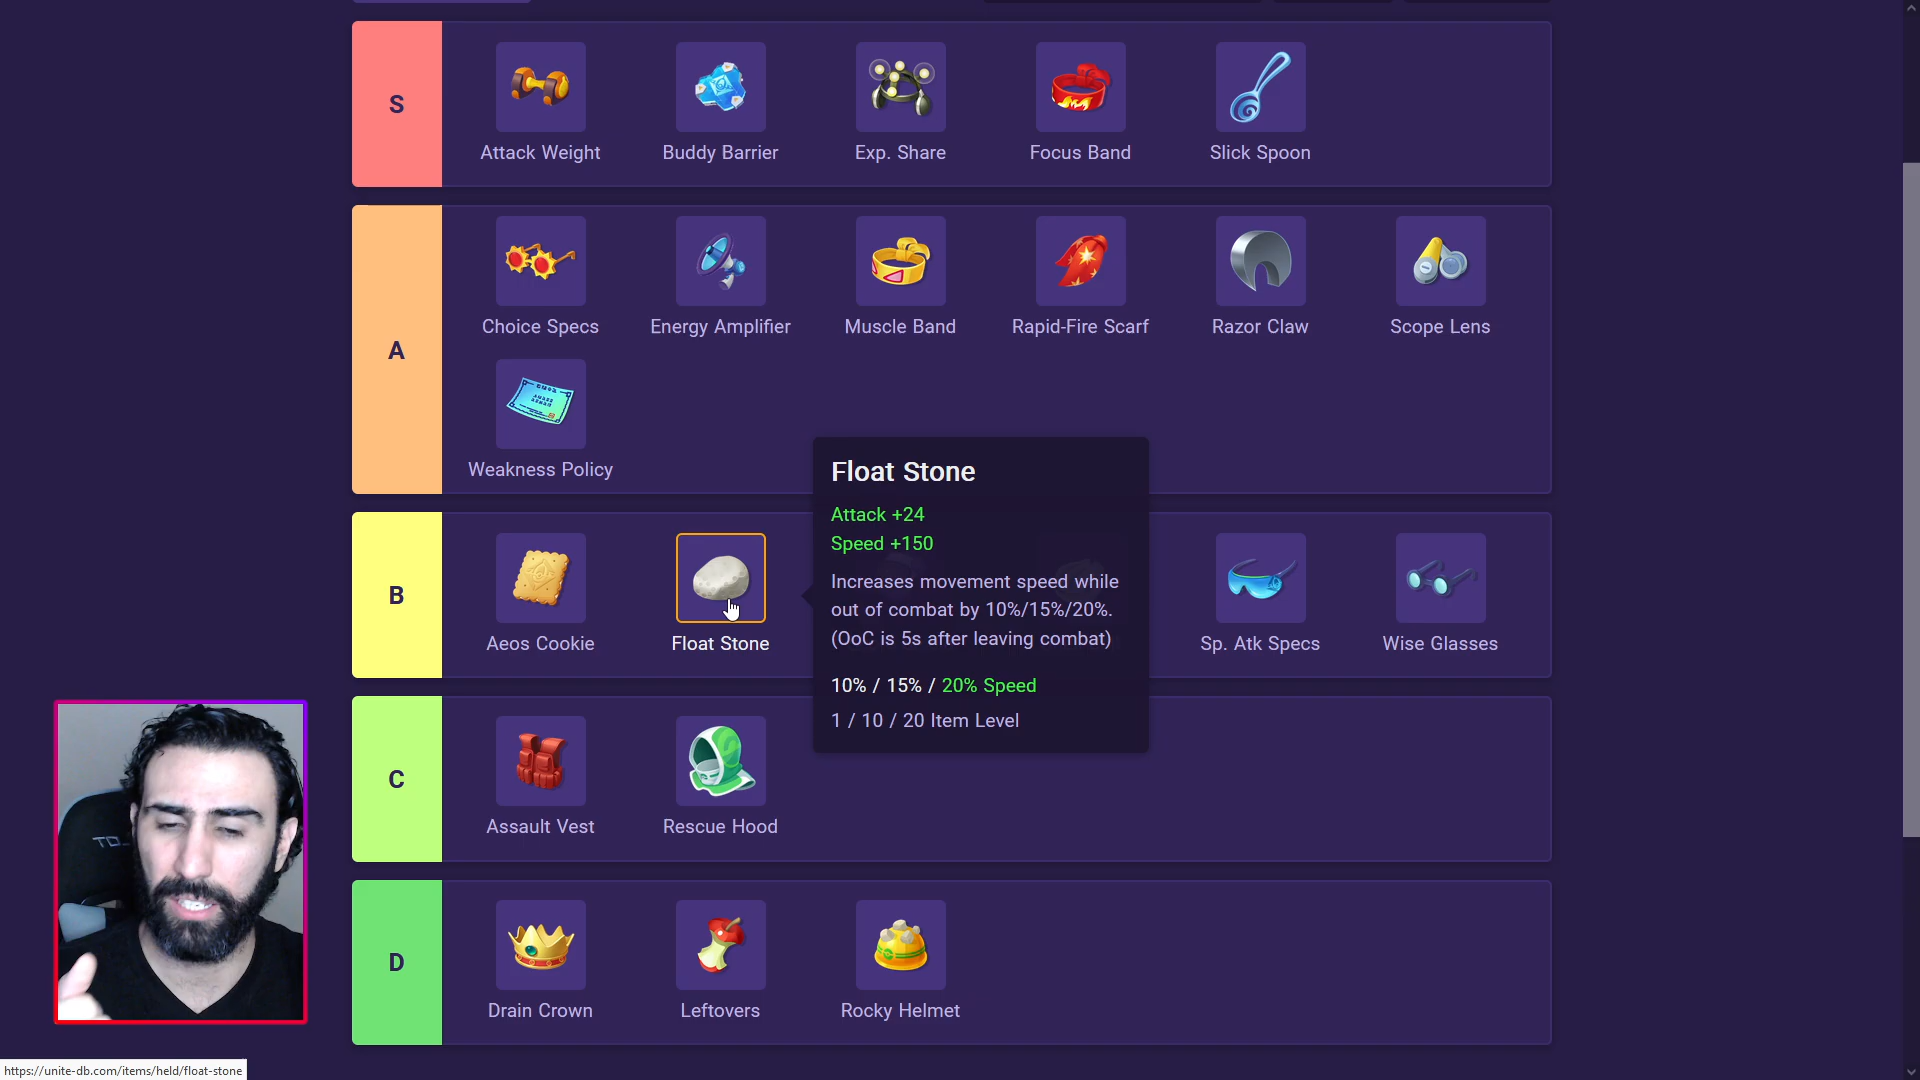 S
Attack Weight
Buddy Barrier
Exp. Share
Focus Band
Slick Spoon
A
Choice Specs
Energy Amplifier
Muscle Band
Rapid-Fire Scarf
Razor Claw
Scope Lens
Weakness Policy
Float Stone
Attack +24
Speed +150
Increases movement speed while
out of combat by 10%/15%/20%.
(OoC is 5s after leaving combat)
10% / 15% / 20% Speed
1 / 10 / 20 Item Level
B
Aeos Cookie
Float Stone
Sp. Atk Specs
Wise Glasses
C
Assault Vest
Rescue Hood
D
Drain Crown
Leftovers
Rocky Helmet
https://unite-db.com/items/held/float-stone